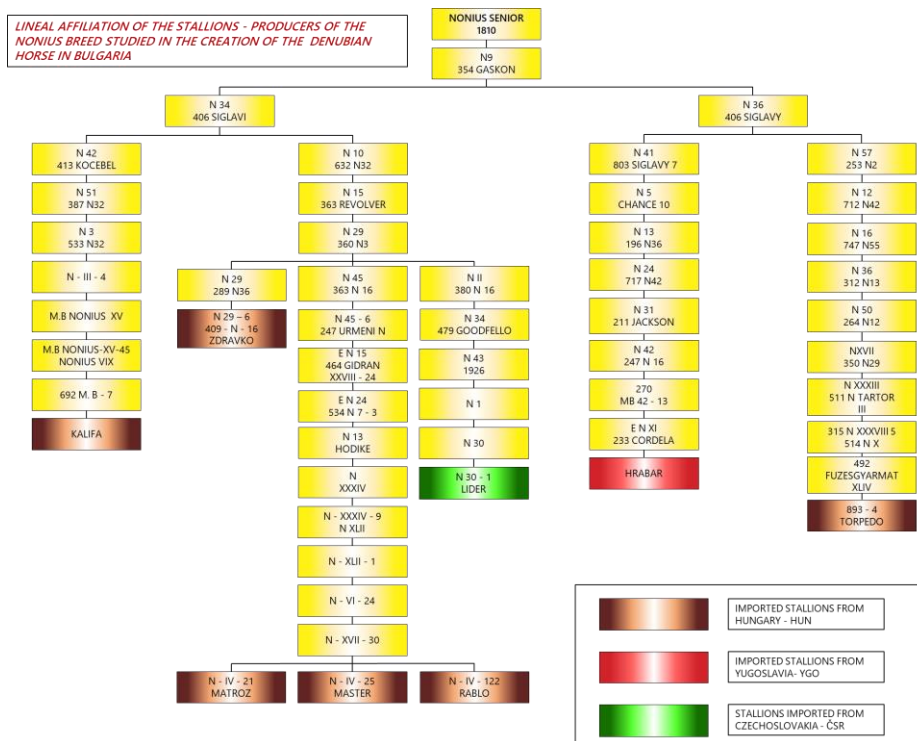 LINEAL AFFILIATION OF THE STALLIONS - PRODUCERS OF THE
NONIUS BREED STUDIED IN THE CREATION OF THE DENUBIAN
HORSE IN BULGARIA
NONIUS SENIOR
1810
N9
354 GASKON
N 34
406 SIGLAVI
N 36
406 SIGLAVY
N 42
413 KOCEBEL
N 51
387 N32
N 3
533 N32
N - III - 4
M.B NONIUS XV
M.B NONIUS-XV-45
NONIUS VIX
692 M. B - 7
KALIFA
N 10
632 N32
N 15
363 REVOLVER
N 29
360 N3
N 29
289 N36
N 29 – 6
409 - N - 16
ZDRAVKO
N 45
363 N 16
N 45 - 6
247 URMENI N
E N 15
464 GIDRAN
XXVIII - 24
E N 24
534 N 7 - 3
N 13
HODIKE
N
XXXIV
N - XXXIV - 9
N XLII
N - XLII - 1
N - VI - 24
N - XVII - 30
N - IV - 21
MATROZ
N - IV - 25
MASTER
N - IV - 122
RABLO
N II
380 N 16
N 34
479 GOODFELLO
N 43
1926
N 1
N 30
N 30 - 1
LIDER
N 41
803 SIGLAVY 7
N 5
CHANCE 10
N 13
196 N36
N 24
717 N42
N 31
211 JACKSON
N 42
247 N 16
270
MB 42 - 13
E N XI
233 CORDELA
HRABAR
N 57
253 N2
N 12
712 N42
N 16
747 N55
N 36
312 N13
N 50
264 N12
NXVII
350 N29
N XXXIII
511 N TARTOR
III
315 N XXXVIII 5
514 N X
492
FUZESGYARMAT
XLIV
893 - 4
TORPEDO
IMPORTED STALLIONS FROM
HUNGARY - HUN
IMPORTED STALLIONS FROM
YUGOSLAVIA- YGO
STALLIONS IMPORTED FROM
CZECHOSLOVAKIA - ČSR